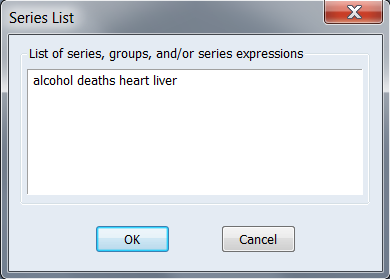 Series List
List of series, groups, and/or series expressions
alcohol deaths heart liver
OK
Cancel